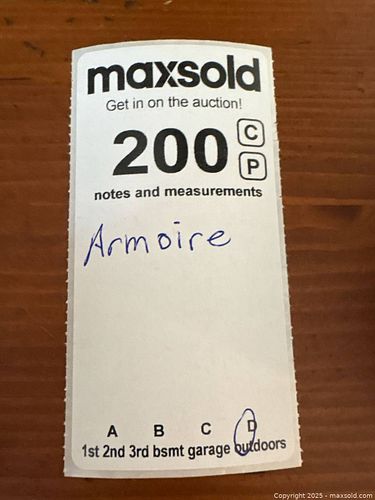 maxsold
Get in on the auction!
200 C
P
notes and measurements
Armoire
A B C D
1st 2nd 3rd bsmt garage outdoors
Copyright 2025 - maxsold.com